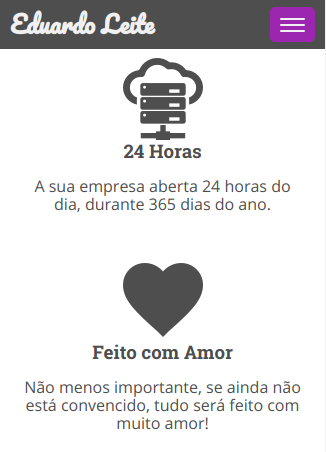 Eduardo Leite
24 Horas
A sua empresa aberta 24 horas do
dia, durante 365 dias do ano.
Feito com Amor
Não menos importante, se ainda não
está convencido, tudo será feito com
muito amor!